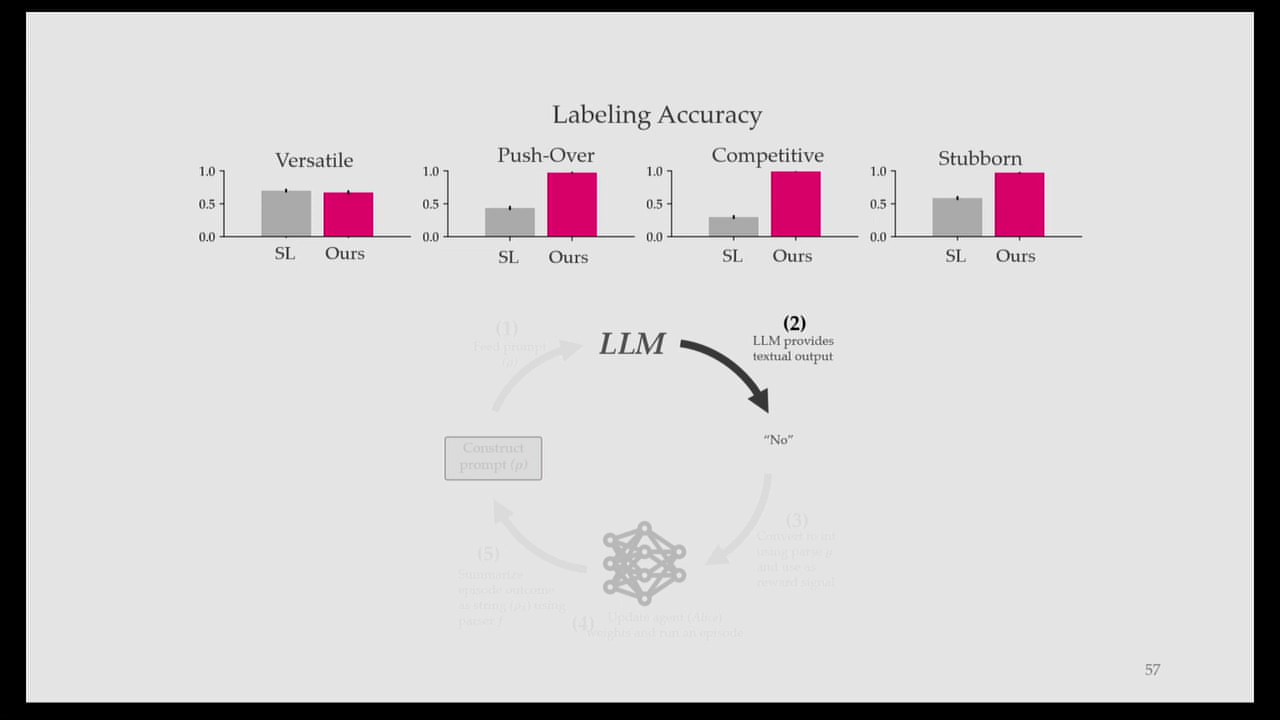 Labeling Accuracy
Versatile
Push-Over
Competitive
Stubborn
1.0
0.5
0.0
1.0
0.5
0.0
1.0
0.5
0.0
1.0
0.5
0.0
SL Ours
SL Ours
SL Ours
SL Ours
(1)
Feed prompt
(ρ)
LLM
(2)
LLM provides
textual output
"No"
Construct
prompt (ρ)
(3)
Convert to int
using parser g
and use as
reward signal
(5)
Summarize
episode outcome
as string (ρ₃) using
parser f
(4) Update agent (Alice)
weights and run an episode
57